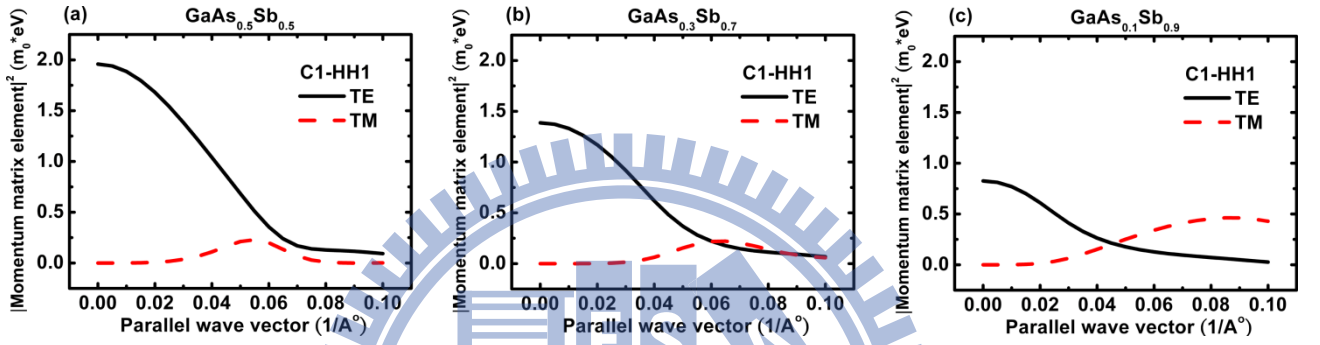 (a) GaAs0.5Sb0.5
|Momentum matrix element|² (m0*eV)
2.0
1.5
1.0
0.5
0.0
C1-HH1
TE
TM
0.00 0.02 0.04 0.06 0.08 0.10
Parallel wave vector (1/A°)
(b) GaAs0.3Sb0.7
|Momentum matrix element|² (m0*eV)
2.0
1.5
1.0
0.5
0.0
C1-HH1
TE
TM
0.00 0.02 0.04 0.06 0.08 0.10
Parallel wave vector (1/A°)
(c) GaAs0.1Sb0.9
|Momentum matrix element|² (m0*eV)
2.0
1.5
1.0
0.5
0.0
C1-HH1
TE
TM
0.00 0.02 0.04 0.06 0.08 0.10
Parallel wave vector (1/A°)